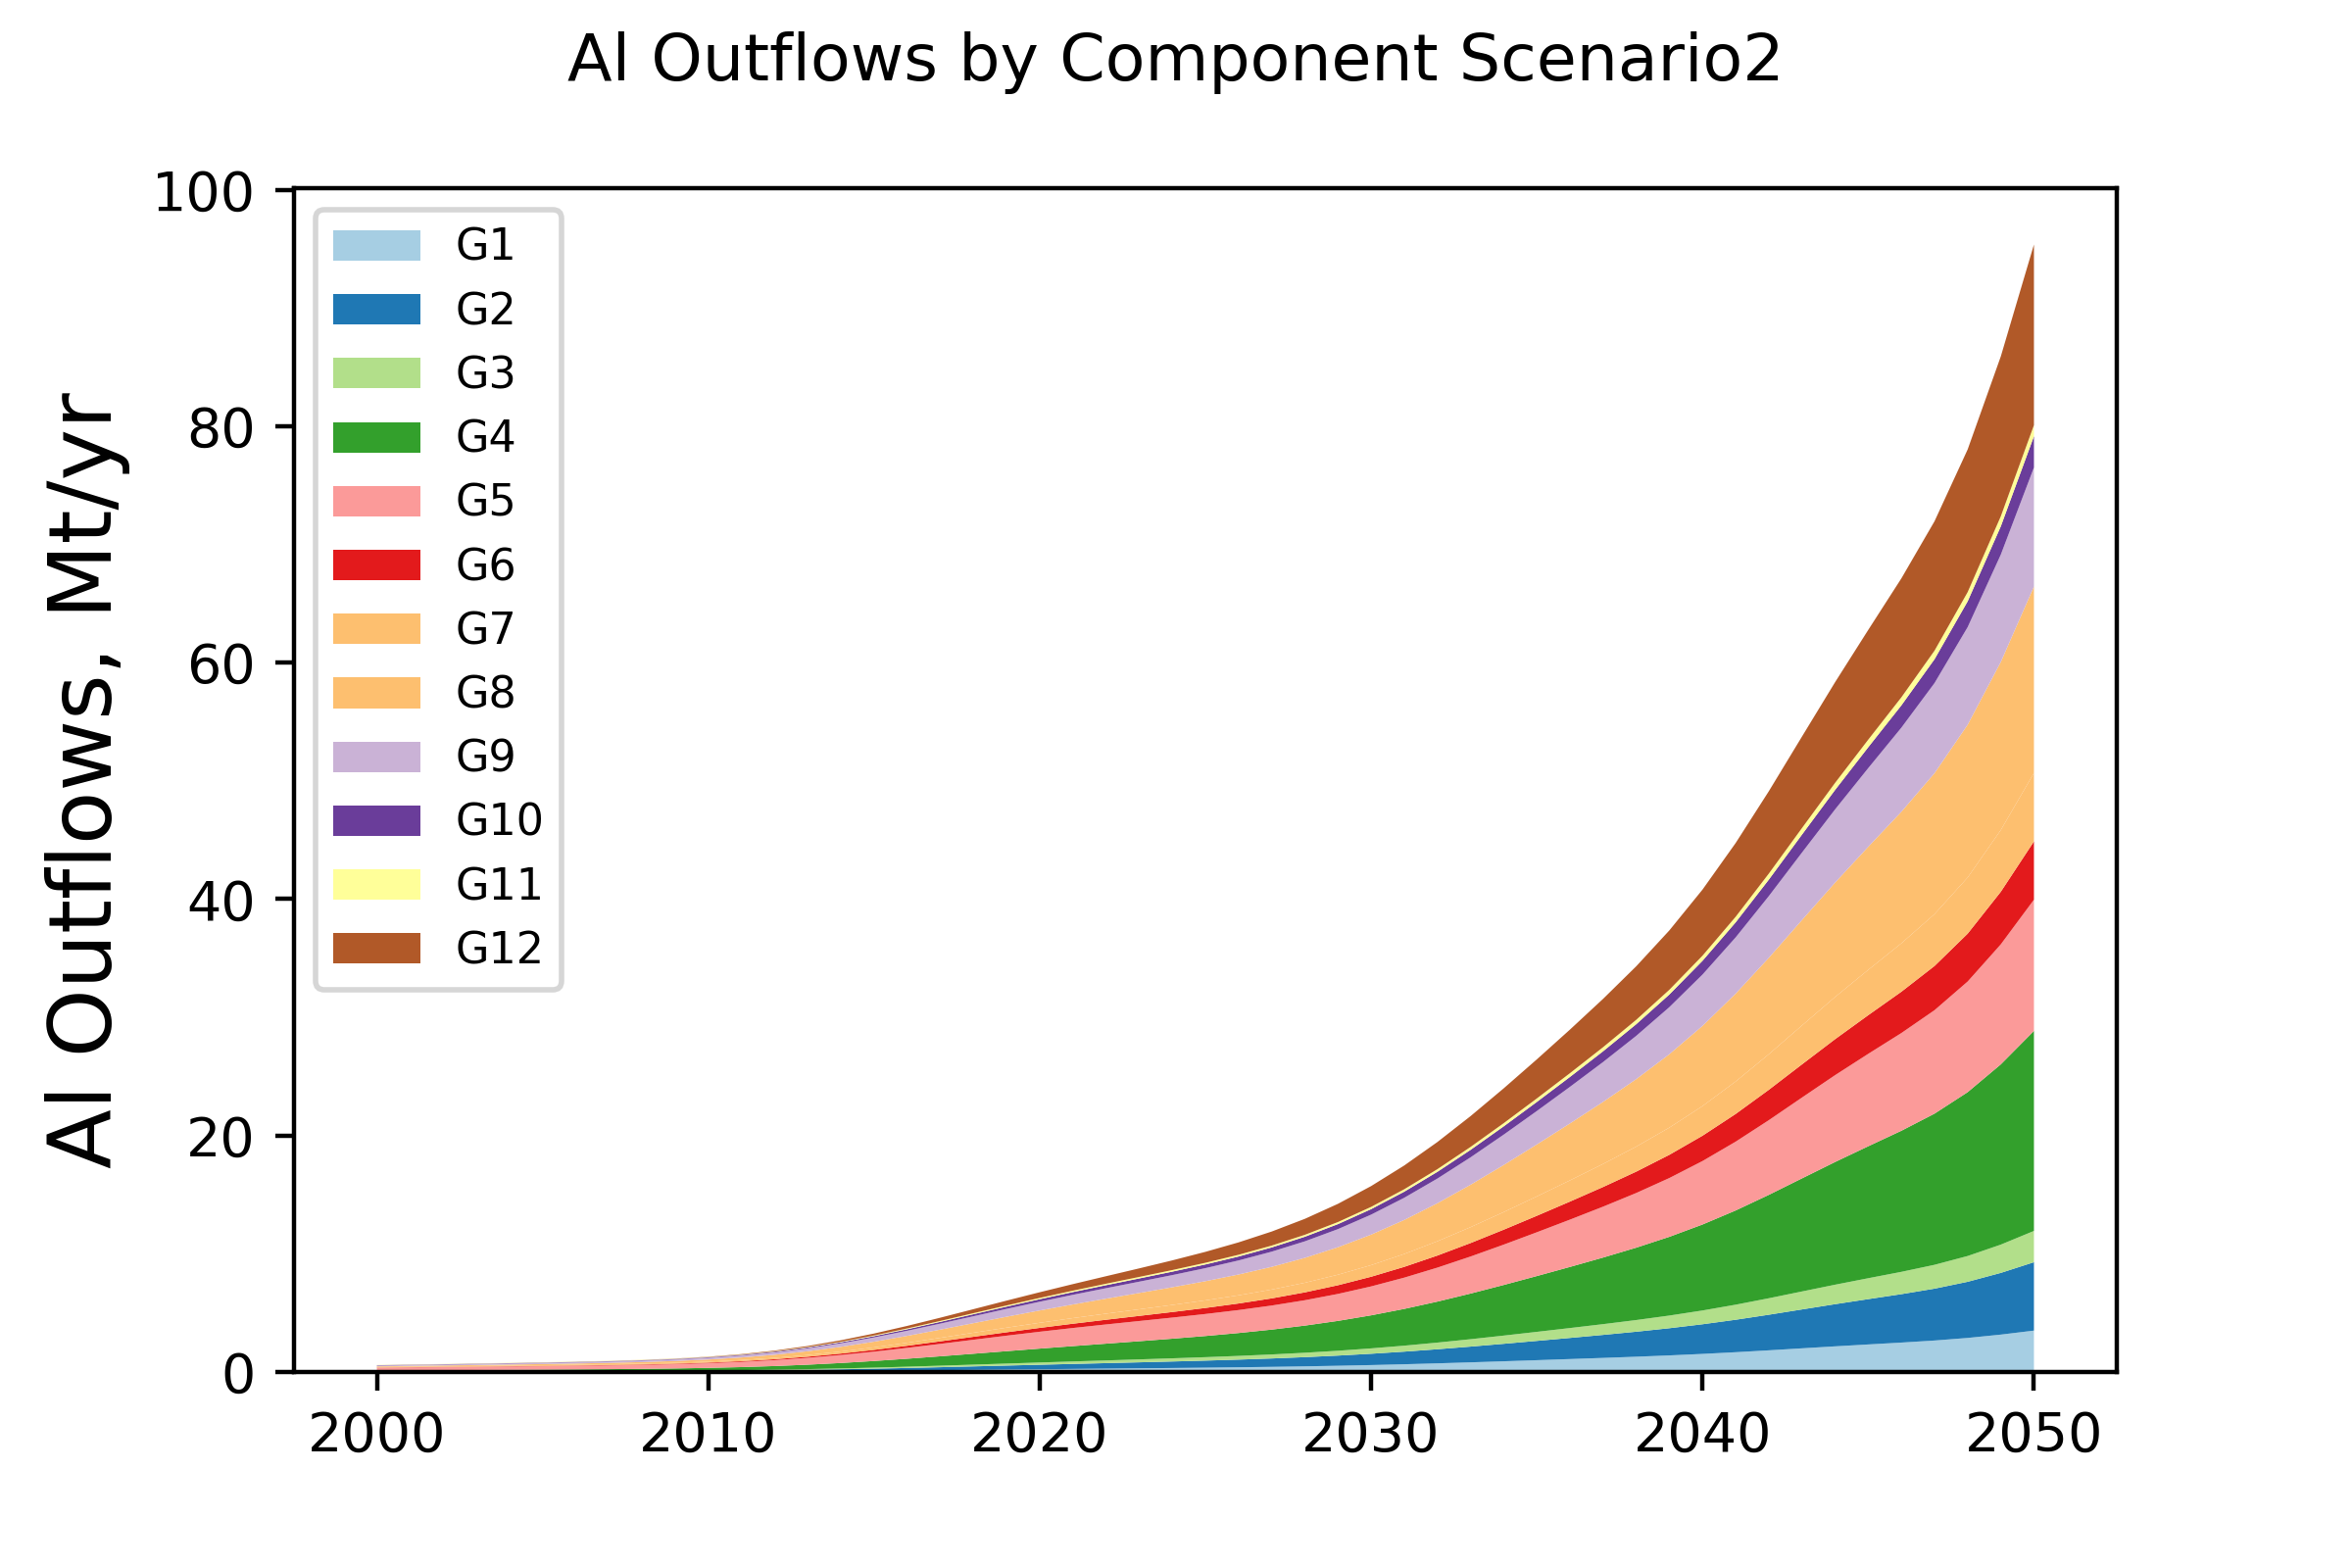 Al Outflows by Component Scenario2
Al Outflows, Mt/yr
100
80
60
40
20
0
G1
G2
G3
G4
G5
G6
G7
G8
G9
G10
G11
G12
2000 2010 2020 2030 2040 2050